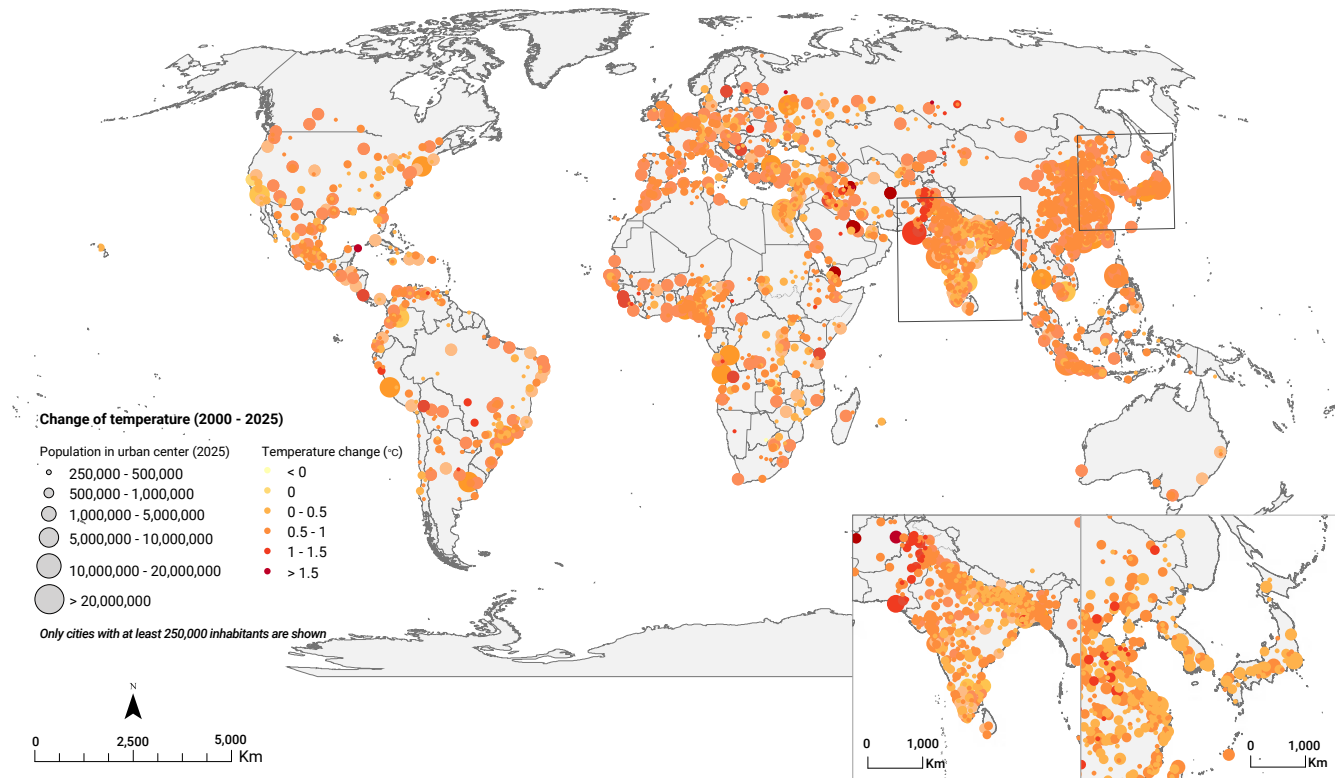 Change of temperature (2000 - 2025)
Population in urban center (2025)
250,000 - 500,000
500,000 - 1,000,000
1,000,000 - 5,000,000
5,000,000 - 10,000,000
10,000,000 - 20,000,000
> 20,000,000
Temperature change (°C)
< 0
0
0 - 0.5
0.5 - 1
1 - 1.5
> 1.5
Only cities with at least 250,000 inhabitants are shown
N
0 2,500 5,000
Km
0 1,000
Km
0 1,000
Km